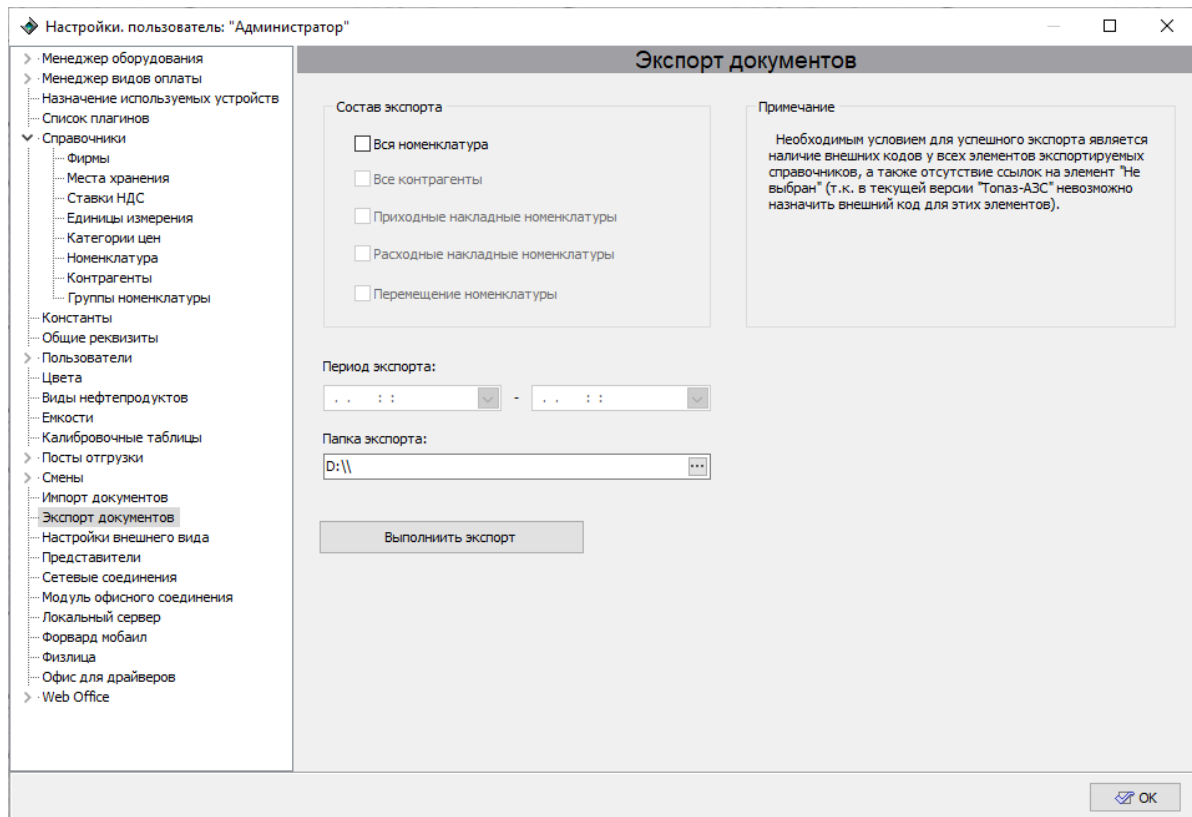 Настройки. пользователь: "Администратор"
Менеджер оборудования
Менеджер видов оплаты
Назначение используемых устройств
Список плагинов
Справочники
Фирмы
Места хранения
Ставки НДС
Единицы измерения
Категории цен
Номенклатура
Контрагенты
Группы номенклатуры
Константы
Общие реквизиты
Пользователи
Цвета
Виды нефтепродуктов
Емкости
Калибровочные таблицы
Посты отгрузки
Смены
Импорт документов
Экспорт документов
Настройки внешнего вида
Представители
Сетевые соединения
Модуль офисного соединения
Локальный сервер
Форвард мобаил
Физлица
Офис для драйверов
Web Office
Экспорт документов
Состав экспорта
Вся номенклатура
Все контрагенты
Приходные накладные номенклатуры
Расходные накладные номенклатуры
Перемещение номенклатуры
Примечание
Необходимым условием для успешного экспорта является
наличие внешних кодов у всех элементов экспортируемых
справочников, а также отсутствие ссылок на элемент "Не
выбран" (т.к. в текущей версии "Топаз-АЗС" невозможно
назначить внешний код для этих элементов).
Период экспорта:
. . : : - . . : :
Папка экспорта:
D:\\
Выполниить экспорт
OK